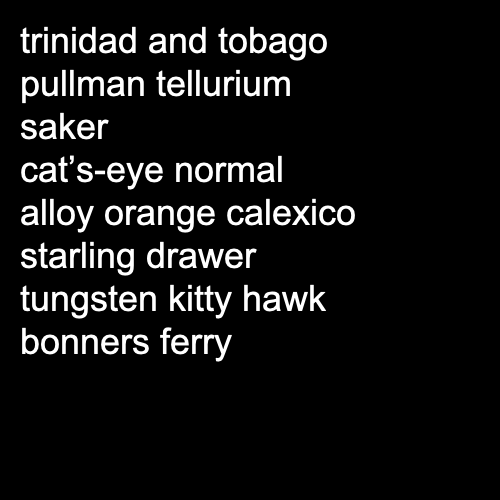 trinidad and tobago
pullman tellurium
saker
cat’s-eye normal
alloy orange calexico
starling drawer
tungsten kitty hawk
bonners ferry